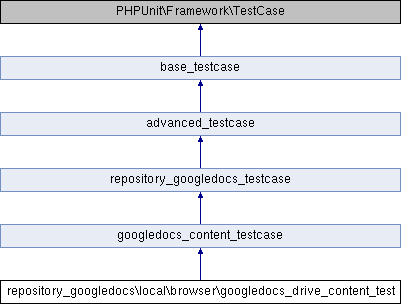 PHPUnit\Framework\TestCase
base_testcase
advanced_testcase
repository_googledocs_testcase
googledocs_content_testcase
repository_googledocs\local\browser\googledocs_drive_content_test